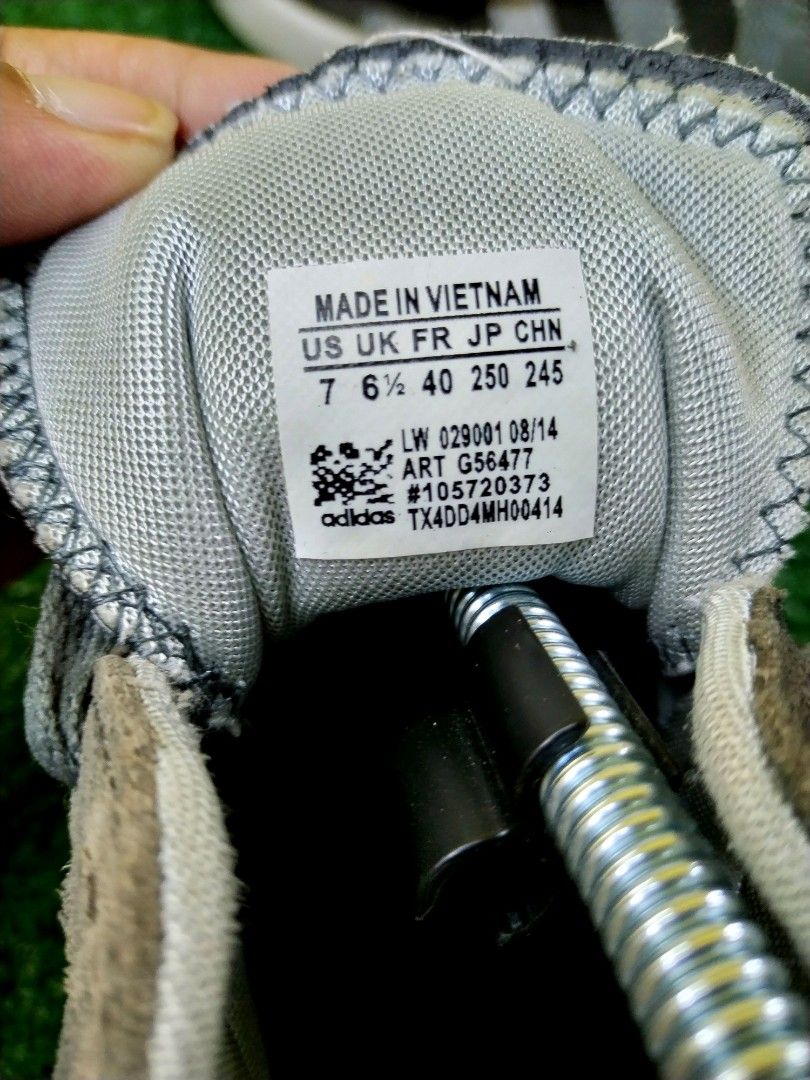 MADE IN VIETNAM
US UK FR JP CHN
7 6½ 40 250 245
LW 029001 08/14
ART G56477
#105720373
adidas TX4DD4MH00414